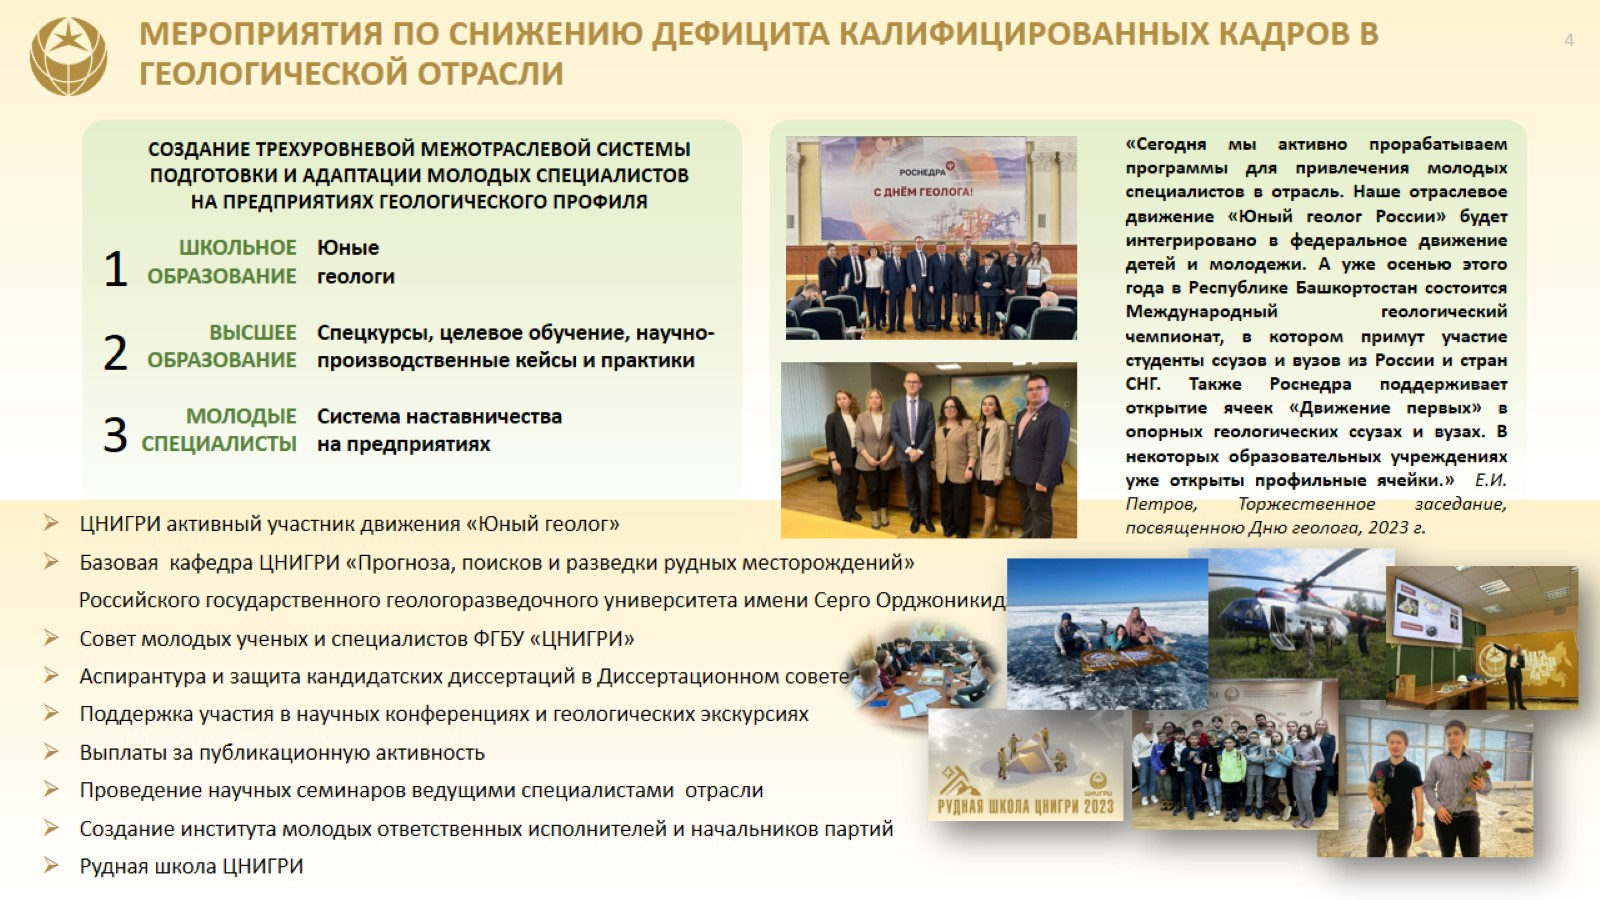 МЕРОПРИЯТИЯ ПО СНИЖЕНИЮ ДЕФИЦИТА КАЛИФИЦИРОВАННЫХ КАДРОВ В
ГЕОЛОГИЧЕСКОЙ ОТРАСЛИ
4
СОЗДАНИЕ ТРЕХУРОВНЕВОЙ МЕЖОТРАСЛЕВОЙ СИСТЕМЫ
ПОДГОТОВКИ И АДАПТАЦИИ МОЛОДЫХ СПЕЦИАЛИСТОВ
НА ПРЕДПРИЯТИЯХ ГЕОЛОГИЧЕСКОГО ПРОФИЛЯ
1
ШКОЛЬНОЕ
ОБРАЗОВАНИЕ
Юные
геологи
2
ВЫСШЕЕ
ОБРАЗОВАНИЕ
Спецкурсы, целевое обучение, научно-
производственные кейсы и практики
3
МОЛОДЫЕ
СПЕЦИАЛИСТЫ
Система наставничества
на предприятиях
РОСНЕДРА
С ДНЁМ ГЕОЛОГА!
«Сегодня мы активно прорабатываем
программы для привлечения молодых
специалистов в отрасль. Наше отраслевое
движение «Юный геолог России» будет
интегрировано в федеральное движение
детей и молодежи. А уже осенью этого
года в Республике Башкортостан состоится
Международный геологический
чемпионат, в котором примут участие
студенты ссузов и вузов из России и стран
СНГ. Также Роснедра поддерживает
открытие ячеек «Движение первых» в
опорных геологических ссузах и вузах. В
некоторых образовательных учреждениях
уже открыты профильные ячейки.» Е.И.
Петров, Торжественное заседание,
посвященною Дню геолога, 2023 г.
ЦНИГРИ активный участник движения «Юный геолог»
Базовая кафедра ЦНИГРИ «Прогноза, поисков и разведки рудных месторождений»
Российского государственного геологоразведочного университета имени Серго Орджоникид
Совет молодых ученых и специалистов ФГБУ «ЦНИГРИ»
Аспирантура и защита кандидатских диссертаций в Диссертационном совете
Поддержка участия в научных конференциях и геологических экскурсиях
Выплаты за публикационную активность
Проведение научных семинаров ведущими специалистами отрасли
Создание института молодых ответственных исполнителей и начальников партий
Рудная школа ЦНИГРИ
ЦНИГРИ
РУДНАЯ ШКОЛА ЦНИГРИ 2023